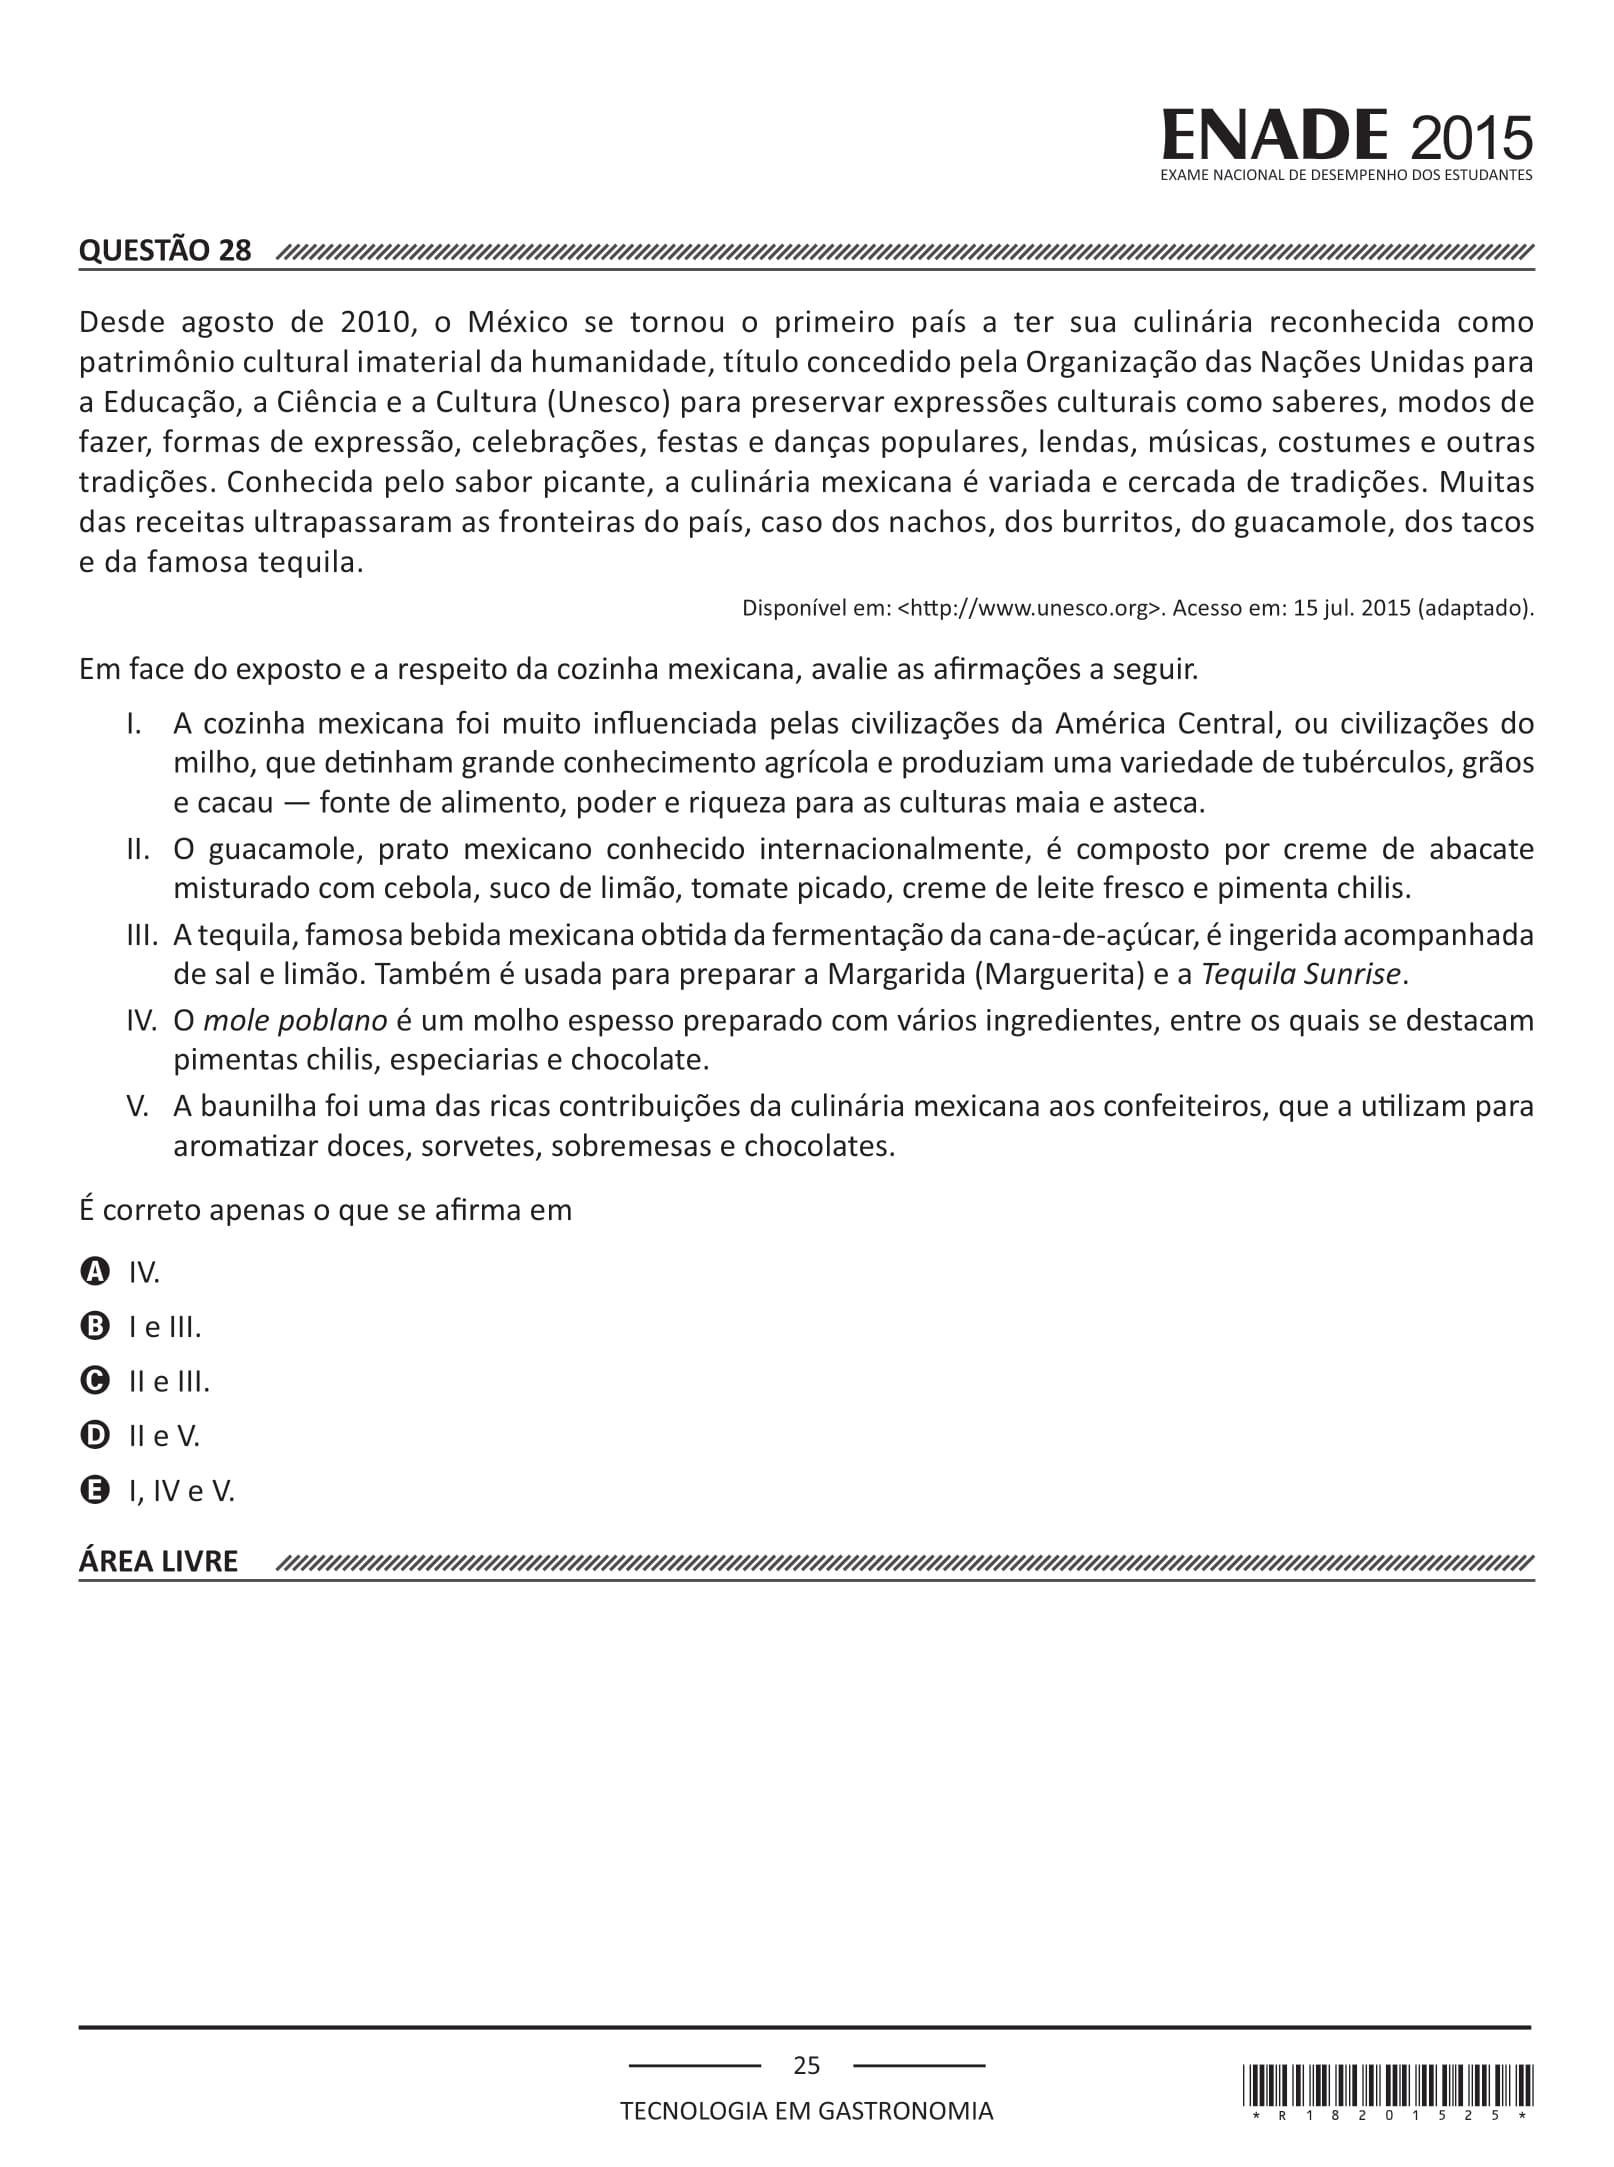 ENADE 2015
EXAME NACIONAL DE DESEMPENHO DOS ESTUDANTES
QUESTÃO 28
Desde agosto de 2010, o México se tornou o primeiro país a ter sua culinária reconhecida como
patrimônio cultural imaterial da humanidade, título concedido pela Organização das Nações Unidas para
a Educação, a Ciência e a Cultura (Unesco) para preservar expressões culturais como saberes, modos de
fazer, formas de expressão, celebrações, festas e danças populares, lendas, músicas, costumes e outras
tradições. Conhecida pelo sabor picante, a culinária mexicana é variada e cercada de tradições. Muitas
das receitas ultrapassaram as fronteiras do país, caso dos nachos, dos burritos, do guacamole, dos tacos
e da famosa tequila.
Disponível em: <http://www.unesco.org>. Acesso em: 15 jul. 2015 (adaptado).
Em face do exposto e a respeito da cozinha mexicana, avalie as afirmações a seguir.
I. A cozinha mexicana foi muito influenciada pelas civilizações da América Central, ou civilizações do
milho, que detinham grande conhecimento agrícola e produziam uma variedade de tubérculos, grãos
e cacau — fonte de alimento, poder e riqueza para as culturas maia e asteca.
II. O guacamole, prato mexicano conhecido internacionalmente, é composto por creme de abacate
misturado com cebola, suco de limão, tomate picado, creme de leite fresco e pimenta chilis.
III. A tequila, famosa bebida mexicana obtida da fermentação da cana-de-açúcar, é ingerida acompanhada
de sal e limão. Também é usada para preparar a Margarida (Marguerita) e a Tequila Sunrise.
IV. O mole poblano é um molho espesso preparado com vários ingredientes, entre os quais se destacam
pimentas chilis, especiarias e chocolate.
V. A baunilha foi uma das ricas contribuições da culinária mexicana aos confeiteiros, que a utilizam para
aromatizar doces, sorvetes, sobremesas e chocolates.
É correto apenas o que se afirma em
A IV.
B I e III.
C II e III.
D II e V.
E I, IV e V.
ÁREA LIVRE
25
TECNOLOGIA EM GASTRONOMIA
* R 1 8 2 0 1 5 2 5 *